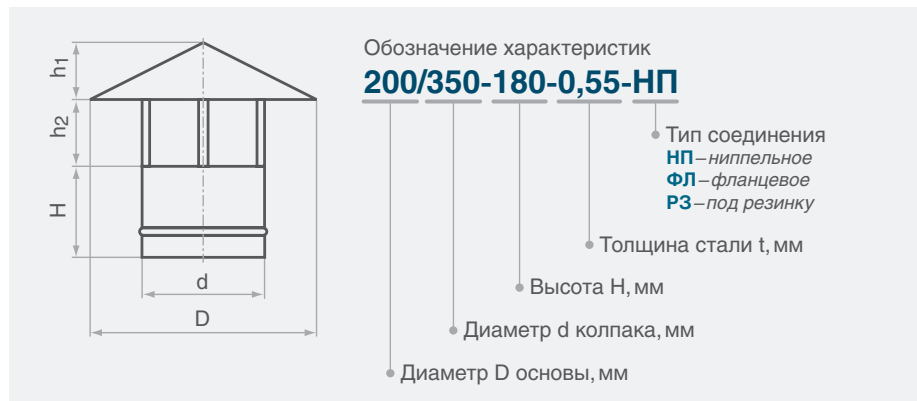 h1
h2
H
d
D
Обозначение характеристик
200/350-180-0,55-НП
Тип соединения
НП – ниппельное
ФЛ – фланцевое
РЗ – под резинку
Толщина стали t, мм
Высота H, мм
Диаметр d колпака, мм
Диаметр D основы, мм